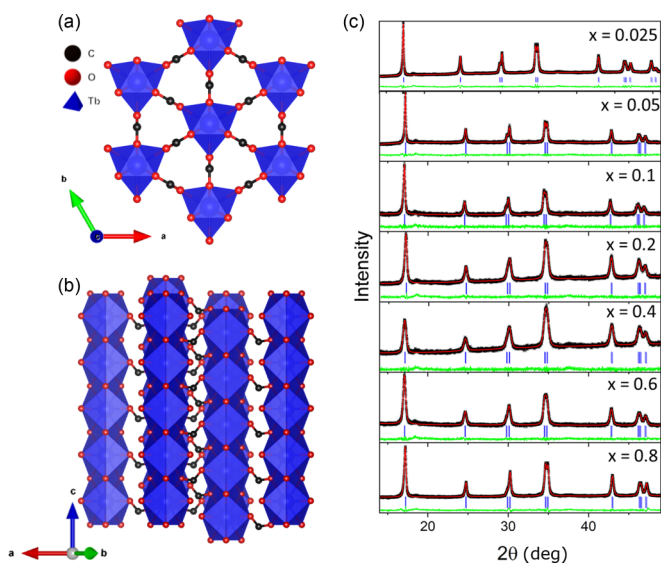 (a)
C
O
Tb
b
a
c
(b)
c
a
b
(c)
x = 0.025
x = 0.05
x = 0.1
x = 0.2
x = 0.4
x = 0.6
x = 0.8
Intensity
20
30
40
2θ (deg)